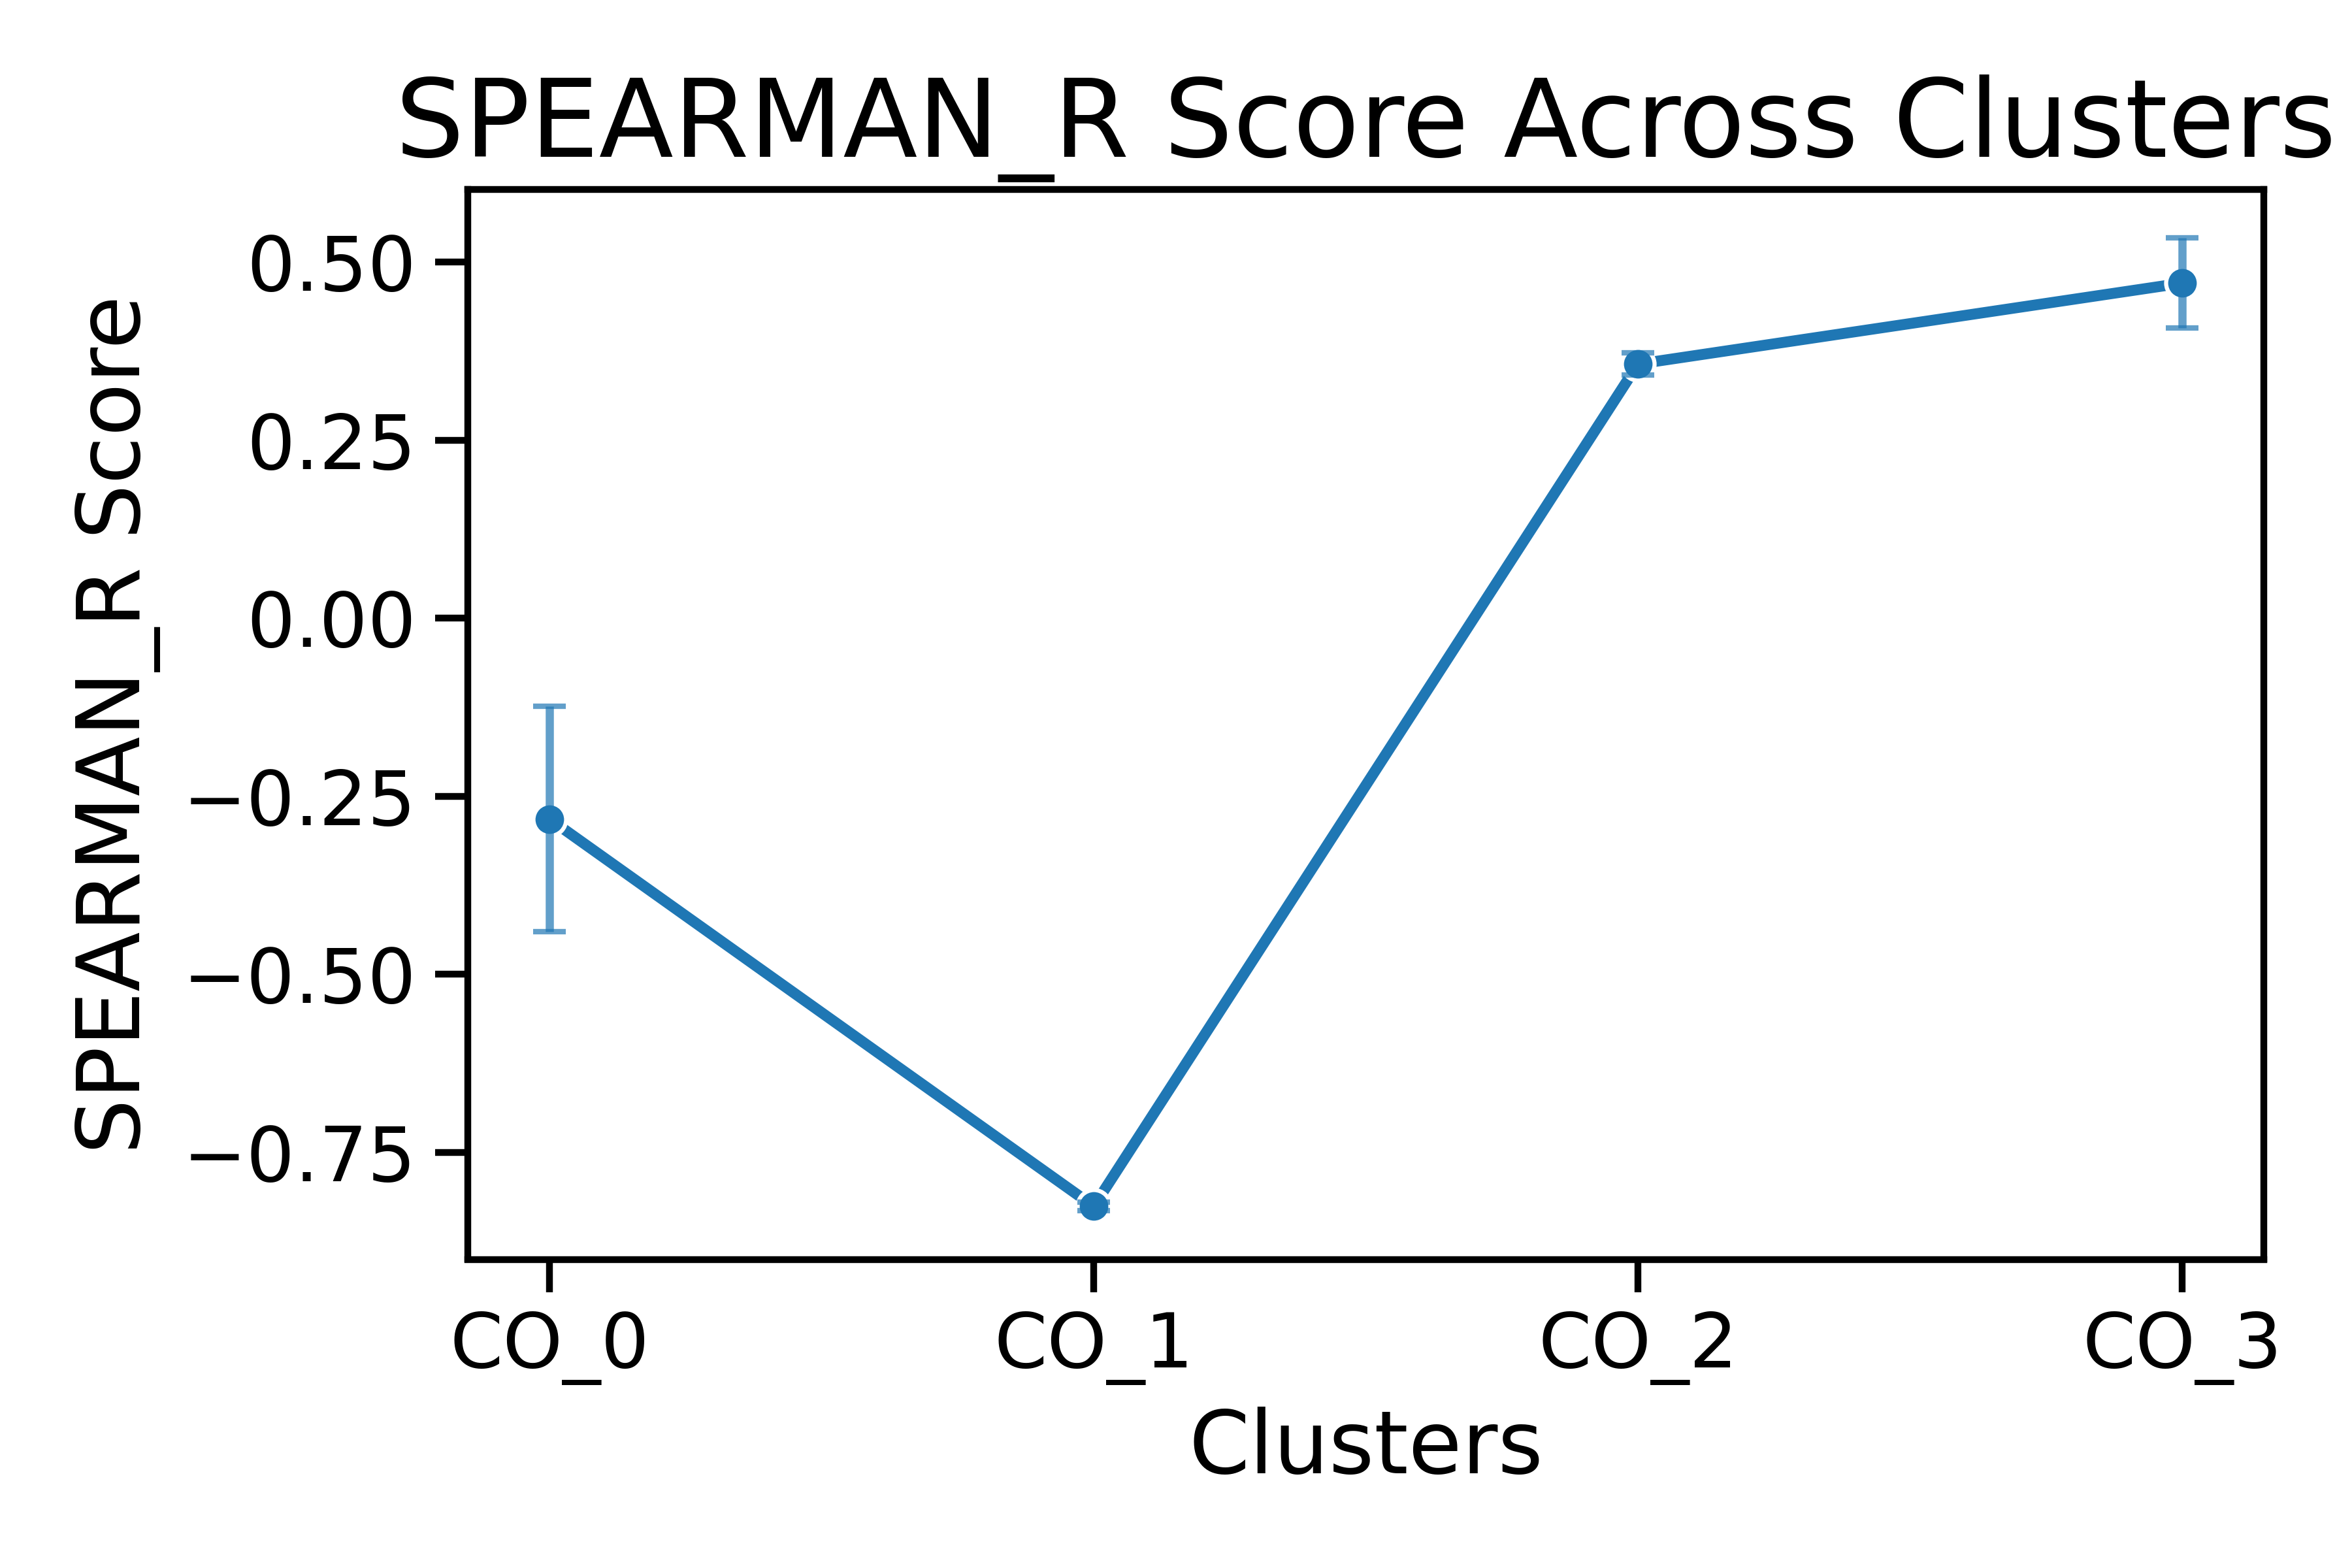 SPEARMAN_R Score Across Clusters
SPEARMAN_R Score
0.50
0.25
0.00
−0.25
−0.50
−0.75
CO_0 CO_1 CO_2 CO_3
Clusters